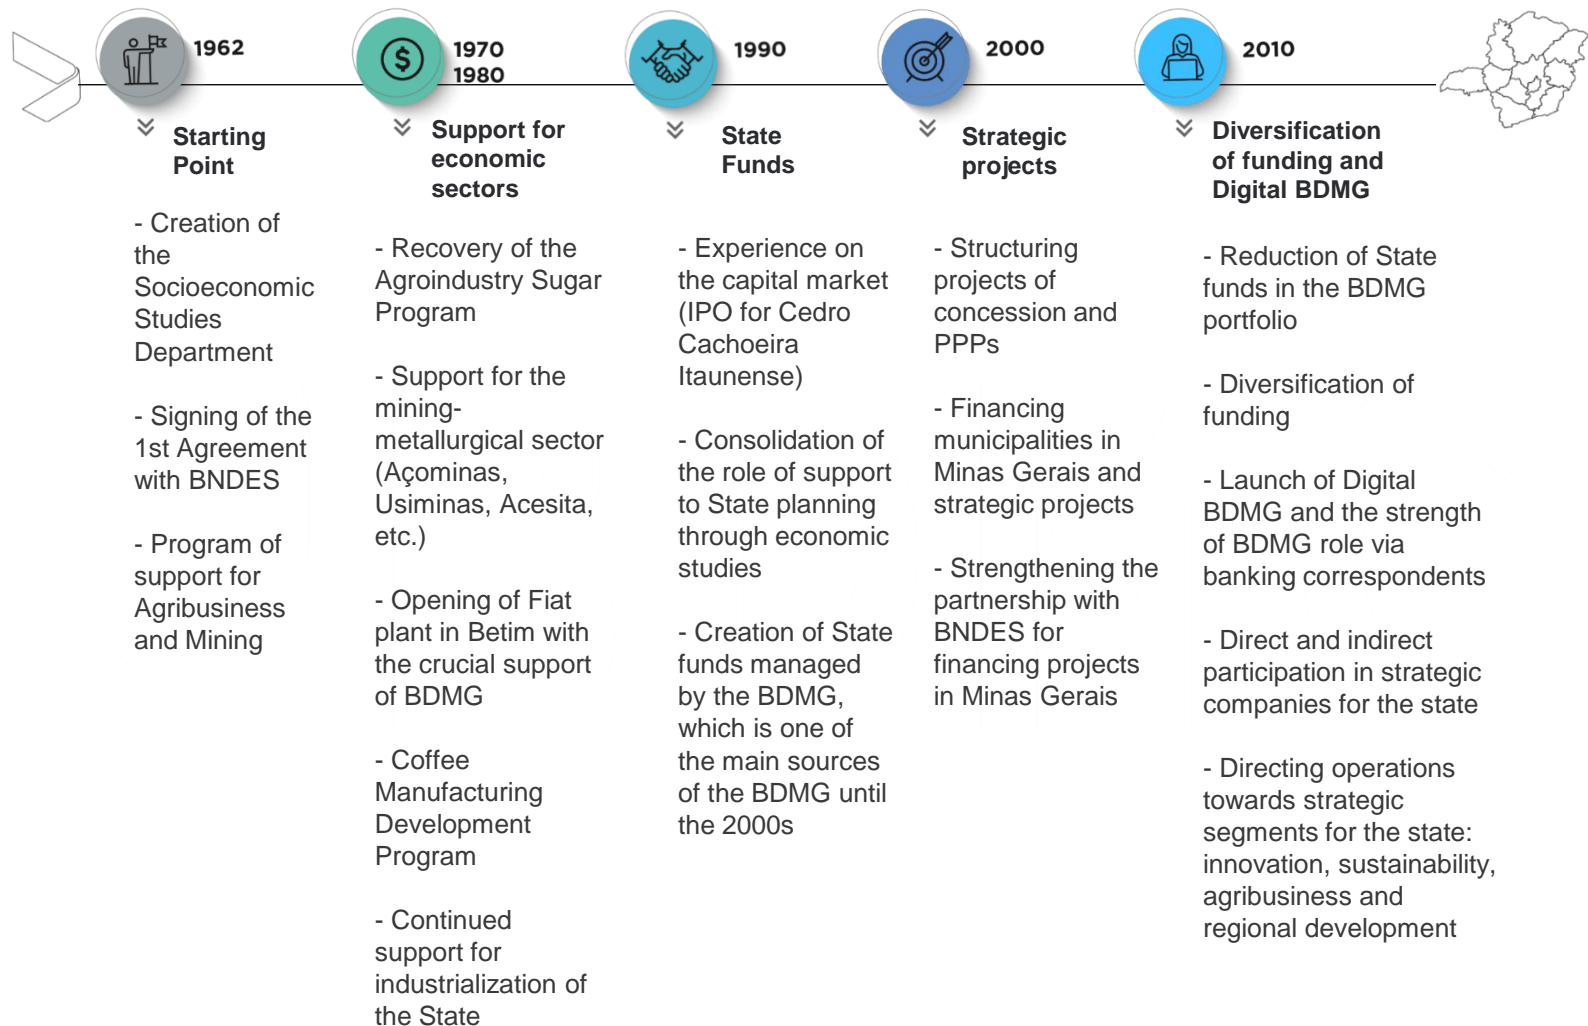 1962
Starting
Point
- Creation of
the
Socioeconomic
Studies
Department
- Signing of the
1st Agreement
with BNDES
- Program of
support for
Agribusiness
and Mining
1970
1980
Support for
economic
sectors
- Recovery of the
Agroindustry Sugar
Program
- Support for the
mining-
metallurgical sector
(Açominas,
Usiminas, Acesita,
etc.)
- Opening of Fiat
plant in Betim with
the crucial support
of BDMG
- Coffee
Manufacturing
Development
Program
- Continued
support for
industrialization of
the State
1990
State
Funds
- Experience on
the capital market
(IPO for Cedro
Cachoeira
Itaunense)
- Consolidation of
the role of support
to State planning
through economic
studies
- Creation of State
funds managed
by the BDMG,
which is one of
the main sources
of the BDMG until
the 2000s
2000
Strategic
projects
- Structuring
projects of
concession and
PPPs
- Financing
municipalities in
Minas Gerais and
strategic projects
- Strengthening the
partnership with
BNDES for
financing projects
in Minas Gerais
2010
Diversification
of funding and
Digital BDMG
- Reduction of State
funds in the BDMG
portfolio
- Diversification of
funding
- Launch of Digital
BDMG and the strength
of BDMG role via
banking correspondents
- Direct and indirect
participation in strategic
companies for the state
- Directing operations
towards strategic
segments for the state:
innovation, sustainability,
agribusiness and
regional development